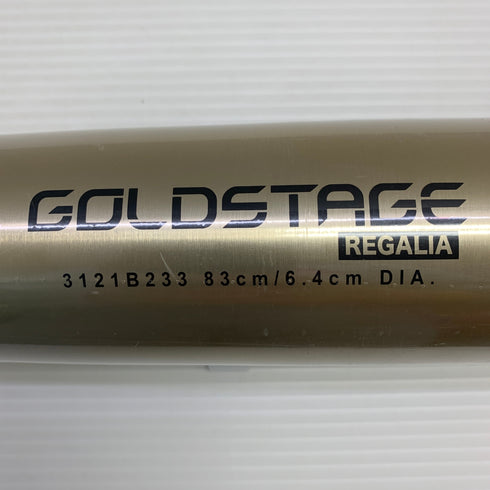 GOLDSTAGE
REGALIA
3121B233 83cm/6.4cm DIA.